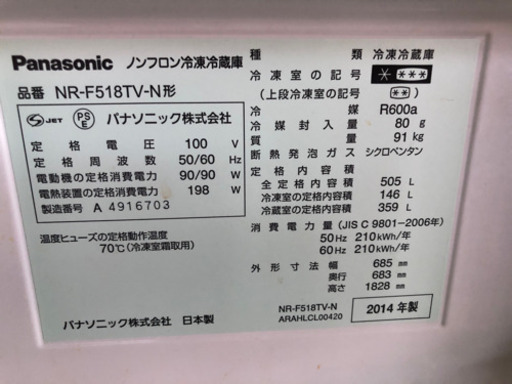 Panasonic ノンフロン冷凍冷蔵庫
品番 NR-F518TV-N形
S JET PSE パナソニック株式会社
定格電圧 100 V
定格周波数 50/60 Hz
電動機の定格消費電力 90/90 W
電熱装置の定格消費電力 198 W
製造番号 A 4916703
温度ヒューズの定格動作温度
70℃(冷凍室霜取用)
パナソニック株式会社 日本製
種類 冷凍冷蔵庫
冷凍室の記号 * ***
(上段冷凍室の記号 **)
冷媒 R600a
冷媒封入量 80 g
質量 91 kg
断熱発泡ガス シクロペンタン
定格内容積
全定格内容積 505 L
冷凍室の定格内容積 146 L
冷蔵室の定格内容積 359 L
消費電力量(JIS C 9801-2006年)
50Hz 210kWh/年
60Hz 210kWh/年
外形寸法 幅 685 mm
奥行 683 mm
高さ 1828 mm
NR-F518TV-N
ARAHLCL00420
2014年製